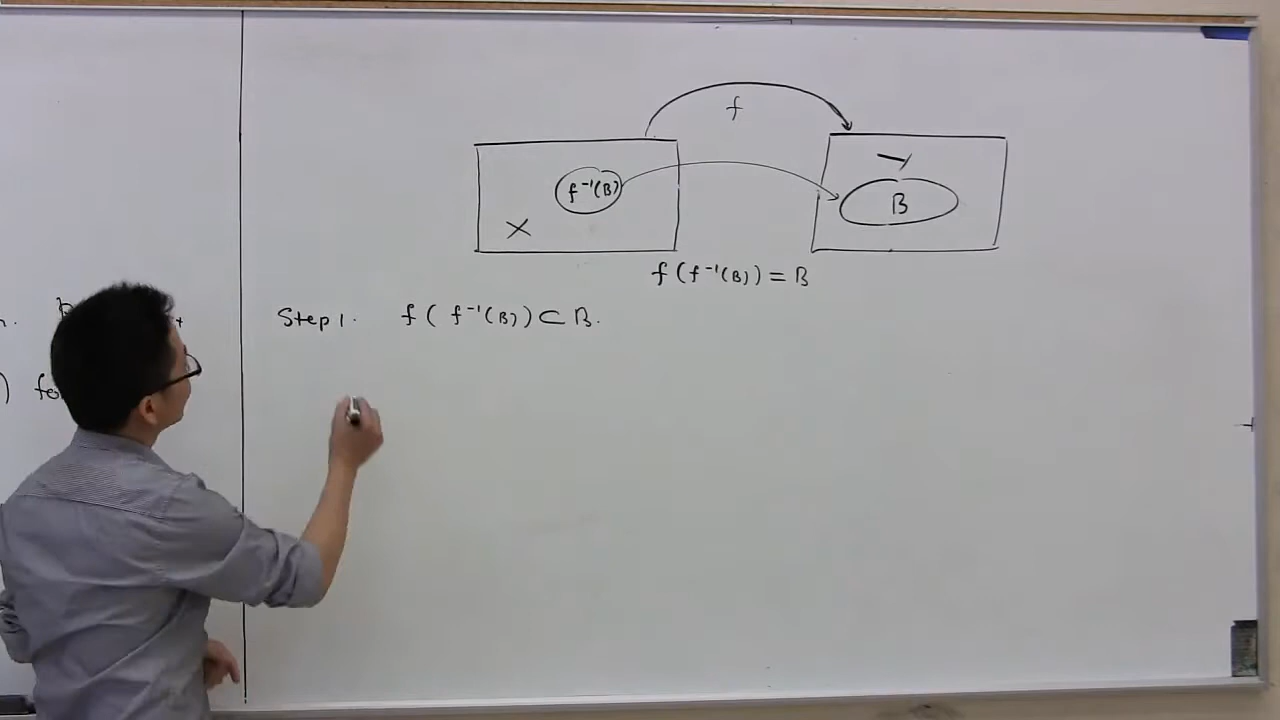 f
f⁻¹(B)
X
Y
B
f(f⁻¹(B)) = B
Step 1. f( f⁻¹(B)) ⊂ B.